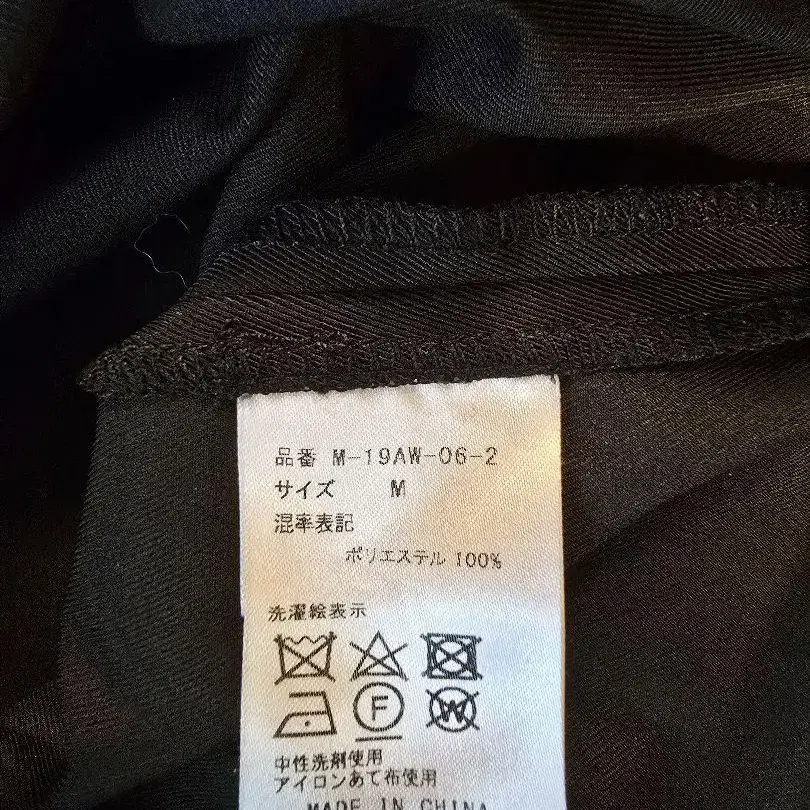 品番 M-19AW-06-2
サイズ M
混率表記
ポリエステル 100%
洗濯絵表示
F W
中性洗剤使用
アイロンあて布使用
MADE IN CHINA